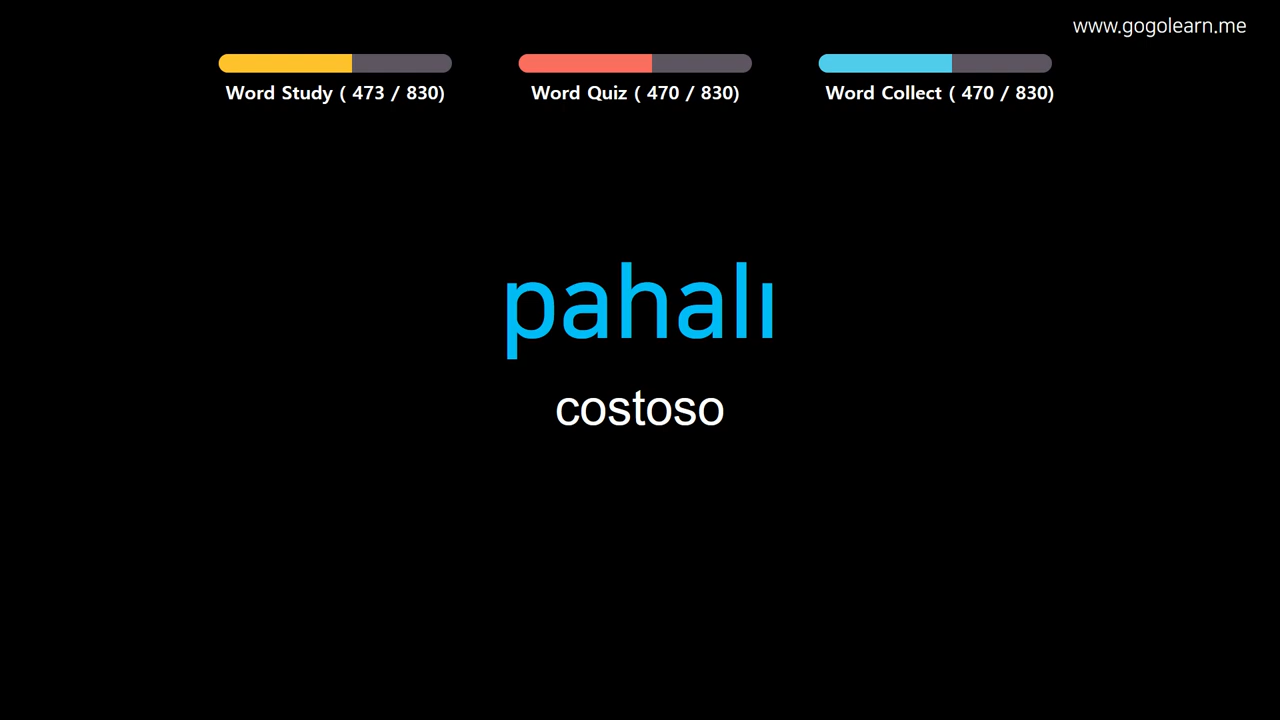 www.gogolearn.me
Word Study ( 473 / 830)
Word Quiz ( 470 / 830)
Word Collect ( 470 / 830)
pahalı
costoso